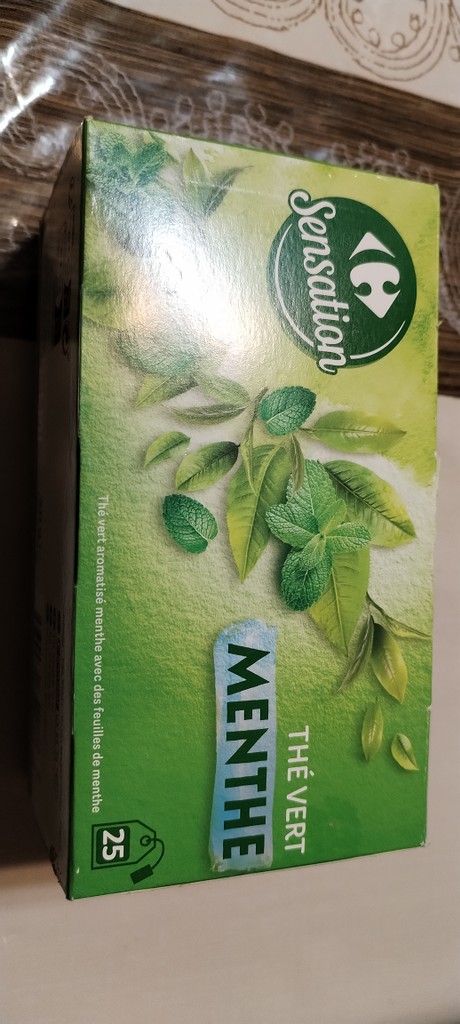 Sensation
THÉ VERT
MENTHE
Thé vert aromatisé menthe avec des feuilles de menthe
25